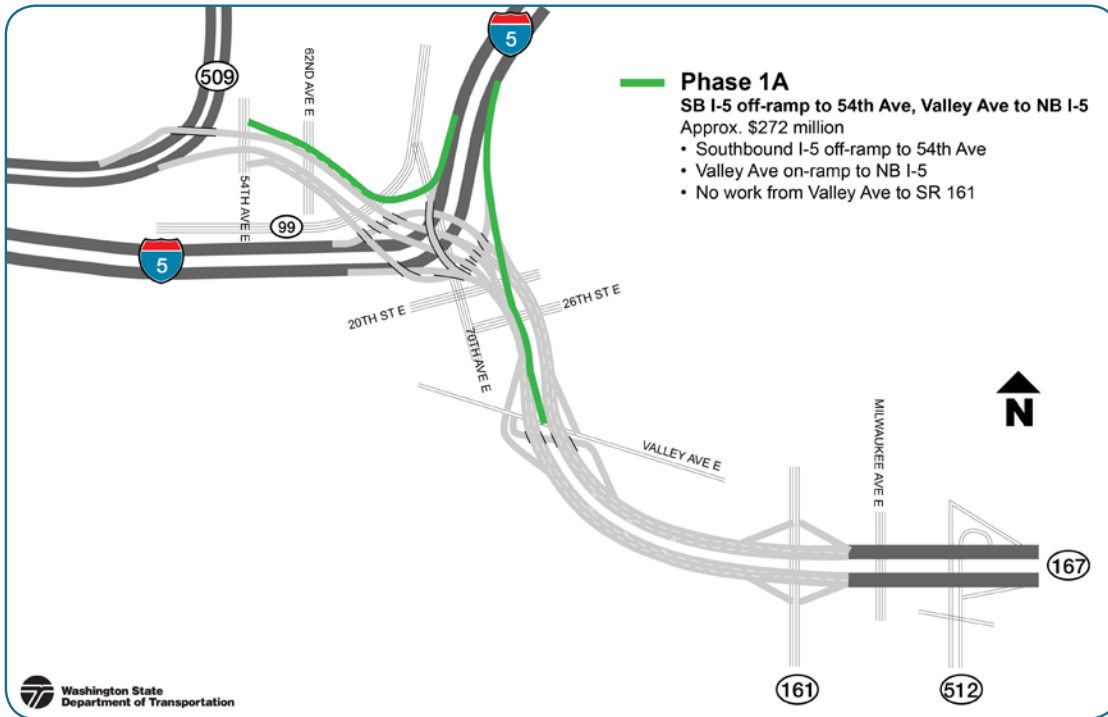 5
509
62ND AVE E
Phase 1A
SB I-5 off-ramp to 54th Ave, Valley Ave to NB I-5
Approx. $272 million
• Southbound I-5 off-ramp to 54th Ave
• Valley Ave on-ramp to NB I-5
• No work from Valley Ave to SR 161
54TH AVE E
99
5
20TH ST E
26TH ST E
70TH AVE E
N
MILWAUKEE AVE E
VALLEY AVE E
167
161
512
Washington State
Department of Transportation